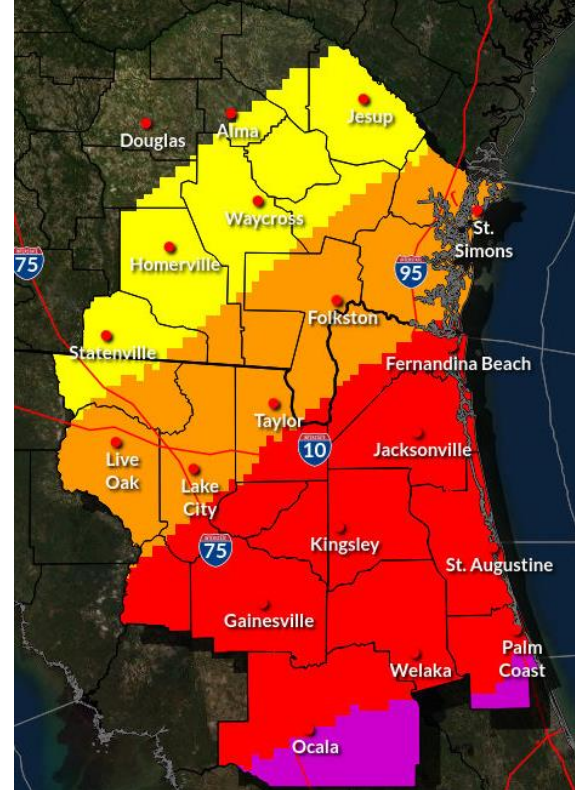 Jesup
Alma
Douglas
Waycross
St.
Simons
Homerville
75
95
Folkston
Statenville
Fernandina Beach
Taylor
10
Jacksonville
Live
Oak
Lake
City
75
Kingsley
St. Augustine
Gainesville
Palm
Coast
Welaka
Ocala